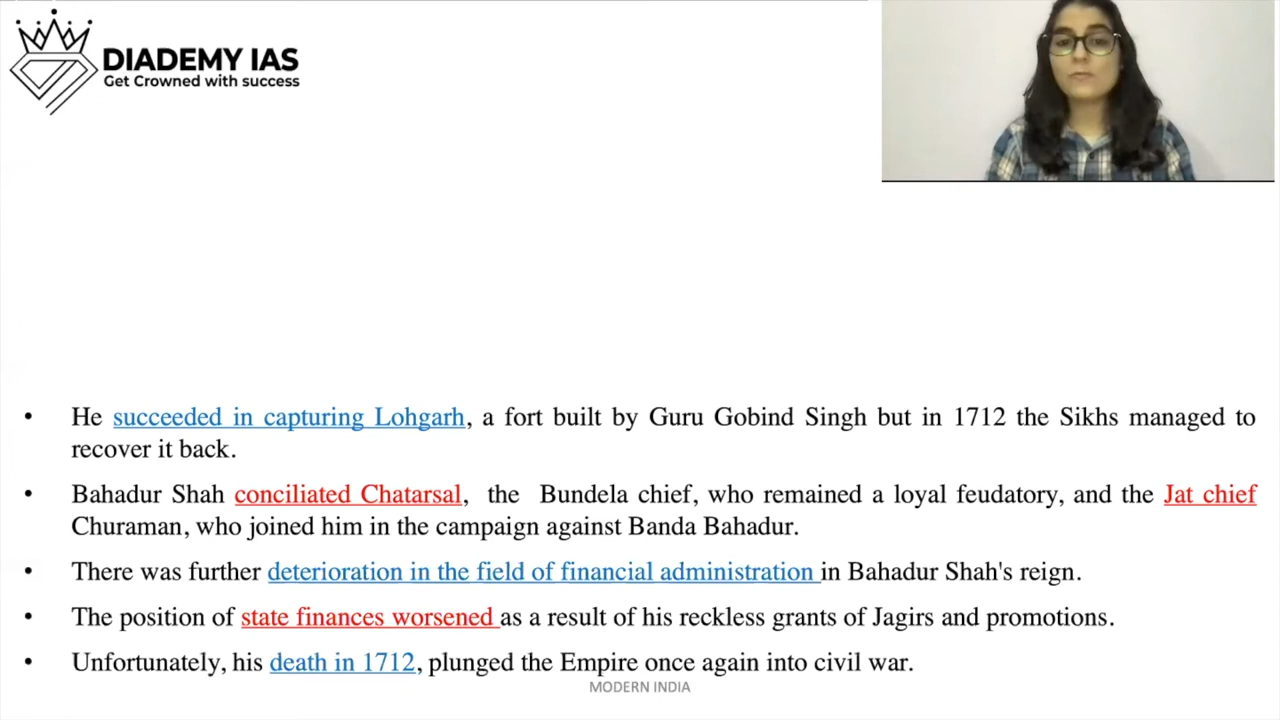 DIADEMY IAS
Get Crowned with success
• He succeeded in capturing Lohgarh, a fort built by Guru Gobind Singh but in 1712 the Sikhs managed to
recover it back.
• Bahadur Shah conciliated Chatarsal, the Bundela chief, who remained a loyal feudatory, and the Jat chief
Churaman, who joined him in the campaign against Banda Bahadur.
• There was further deterioration in the field of financial administration in Bahadur Shah's reign.
• The position of state finances worsened as a result of his reckless grants of Jagirs and promotions.
• Unfortunately, his death in 1712, plunged the Empire once again into civil war.
MODERN INDIA